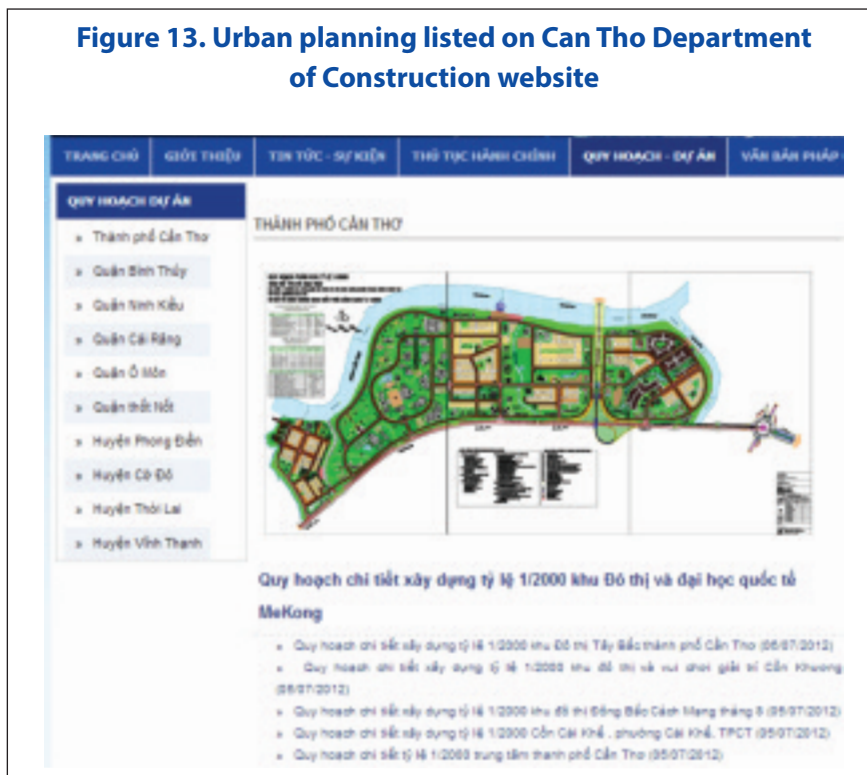 Figure 13. Urban planning listed on Can Tho Department
of Construction website
TRANG CHỦ GIỚI THIỆU TIN TỨC - SỰ KIỆN THỦ TỤC HÀNH CHÍNH QUY HOẠCH - DỰ ÁN VĂN BẢN PHÁP
QUY HOẠCH DỰ ÁN
» Thành phố Cần Thơ
» Quận Bình Thủy
» Quận Ninh Kiều
» Quận Cái Răng
» Quận Ô Môn
» Quận thốt Nốt
» Huyện Phong Điền
» Huyện Cờ Đỏ
» Huyện Thới Lai
» Huyện Vĩnh Thạnh
THÀNH PHỐ CẦN THƠ
Quy hoạch chi tiết xây dựng tỷ lệ 1/2000 khu Đô thị và đại học quốc tế
MeKong
» Quy hoạch chi tiết xây dựng tỷ lệ 1/2000 khu Đô thị Tây Bắc thành phố Cần Thơ (06/07/2012)
» Quy hoạch chi tiết xây dựng tỷ lệ 1/2000 khu đô thị và vui chơi giải trí Cồn Khương
(05/07/2012)
» Quy hoạch chi tiết xây dựng tỷ lệ 1/2000 khu đô thị Đông Bắc Cách Mạng tháng 8 (05/07/2012)
» Quy hoạch chi tiết xây dựng tỷ lệ 1/2000 Cồn Cái Khế , phường Cái Khế, TPCT (05/07/2012)
» Quy hoạch chi tiết tỷ lệ 1/2000 trung tâm thành phố Cần Thơ (05/07/2012)